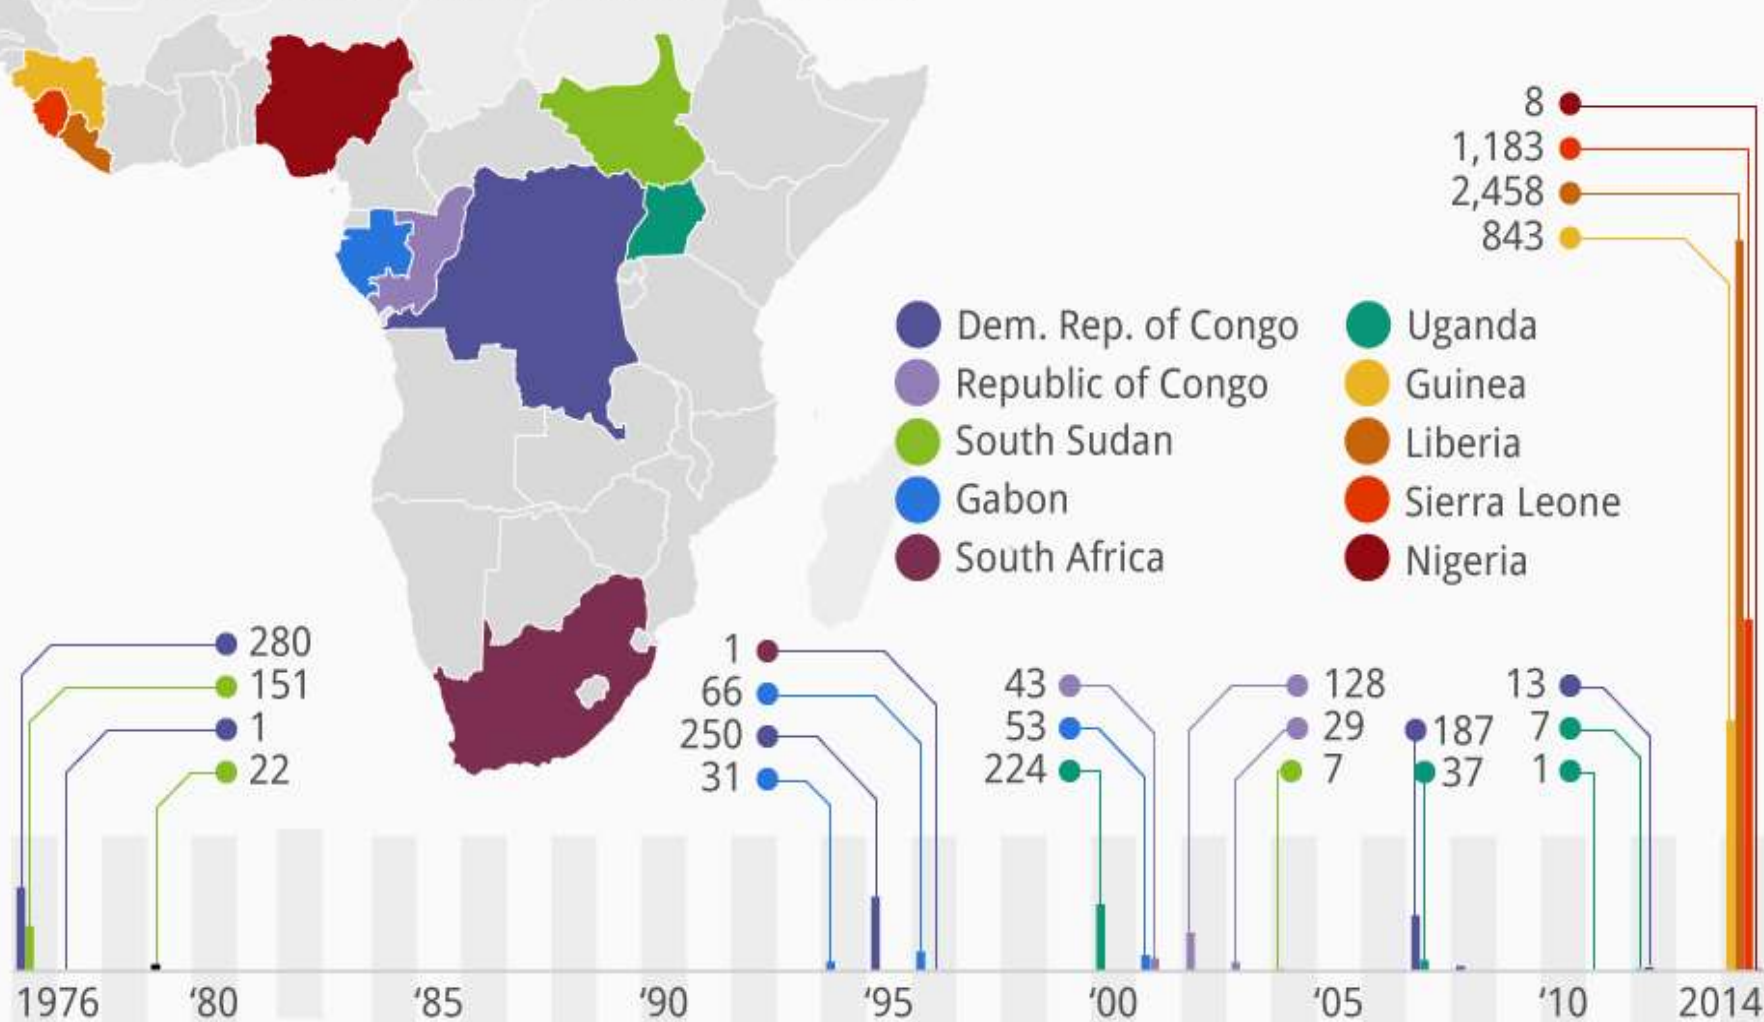 8
1,183
2,458
843
Dem. Rep. of Congo
Republic of Congo
South Sudan
Gabon
South Africa
Uganda
Guinea
Liberia
Sierra Leone
Nigeria
280
151
1
22
1
66
250
31
43
53
224
128
29
7
187
37
13
7
1
1976 ‘80 ‘85 ‘90 ‘95 ‘00 ‘05 ‘10 2014